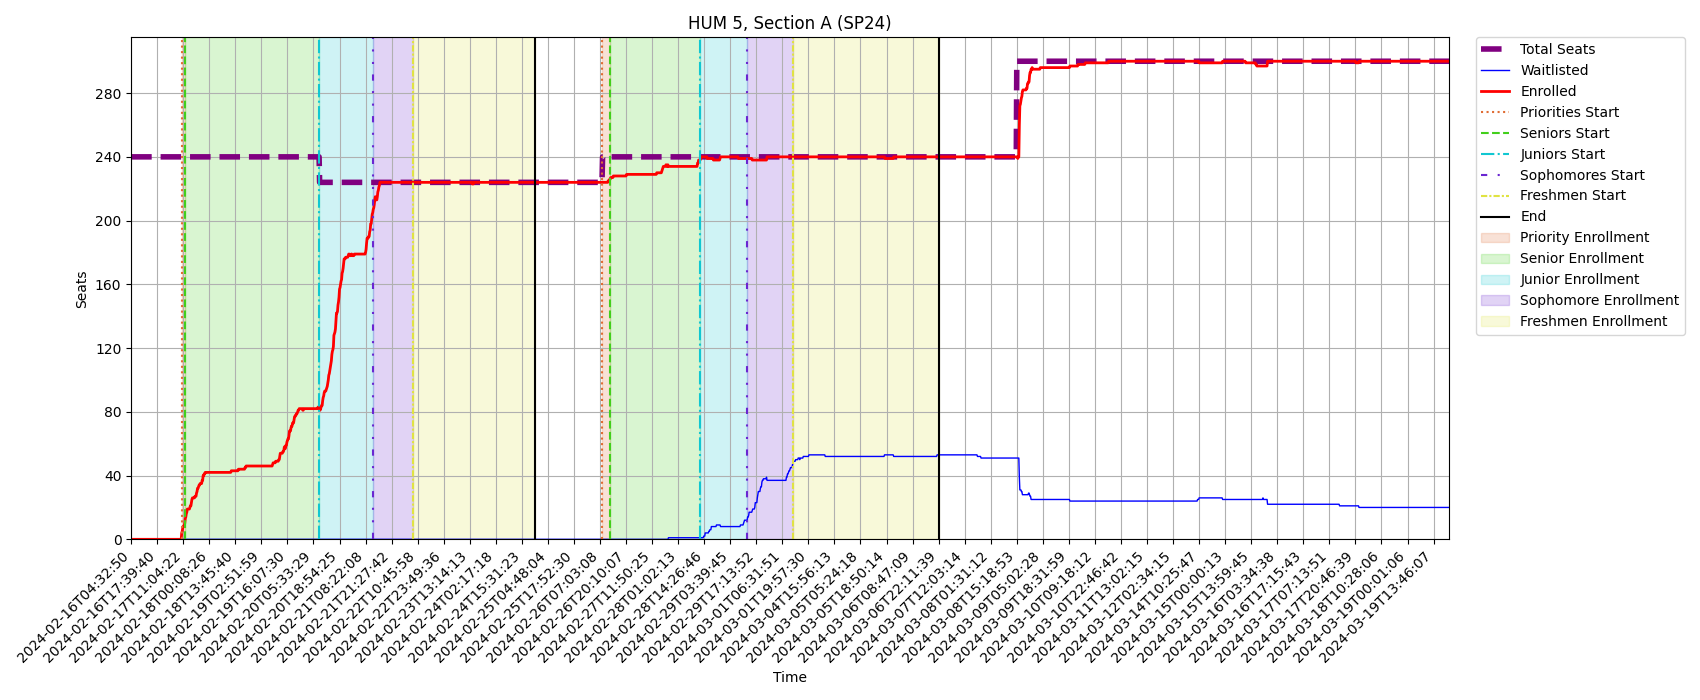 HUM 5, Section A (SP24)
Total Seats
Waitlisted
Enrolled
Priorities Start
Seniors Start
Juniors Start
Sophomores Start
Freshmen Start
End
Priority Enrollment
Senior Enrollment
Junior Enrollment
Sophomore Enrollment
Freshmen Enrollment
Seats
280
240
200
160
120
80
40
0
2024-02-16T04:32:50
2024-02-16T17:39:40
2024-02-17T11:04:22
2024-02-18T00:08:26
2024-02-18T13:45:40
2024-02-19T02:51:59
2024-02-19T16:07:30
2024-02-20T05:33:29
2024-02-20T18:54:25
2024-02-21T08:22:08
2024-02-21T21:27:42
2024-02-22T10:45:58
2024-02-22T23:49:36
2024-02-23T13:14:13
2024-02-24T02:17:18
2024-02-24T15:31:23
2024-02-25T04:48:04
2024-02-25T17:52:30
2024-02-26T07:03:08
2024-02-26T20:10:07
2024-02-27T11:50:25
2024-02-28T01:02:13
2024-02-28T14:26:46
2024-02-29T03:39:45
2024-02-29T17:13:52
2024-03-01T06:31:51
2024-03-01T19:57:30
2024-03-04T15:56:13
2024-03-05T05:24:18
2024-03-05T18:50:14
2024-03-06T08:47:09
2024-03-06T22:11:39
2024-03-07T12:03:14
2024-03-08T01:31:12
2024-03-08T15:18:53
2024-03-09T05:02:28
2024-03-09T18:31:59
2024-03-10T09:18:12
2024-03-10T22:46:42
2024-03-11T13:02:15
2024-03-12T02:34:15
2024-03-14T10:25:47
2024-03-15T00:00:13
2024-03-15T13:59:45
2024-03-16T03:34:38
2024-03-16T17:15:43
2024-03-17T07:13:51
2024-03-17T20:46:39
2024-03-18T10:28:06
2024-03-19T00:01:06
2024-03-19T13:46:07
Time